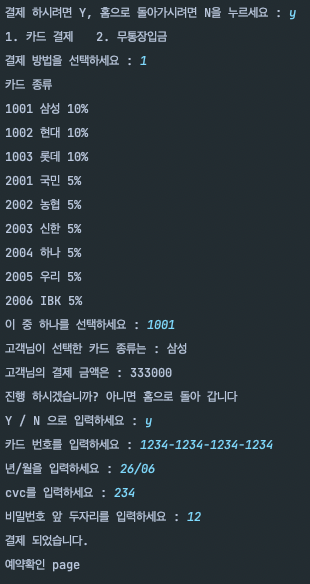 결제 하시려면 Y, 홈으로 돌아가시려면 N을 누르세요 : y
1. 카드 결제   2. 무통장입금
결제 방법을 선택하세요 : 1
카드 종류
1001 삼성 10%
1002 현대 10%
1003 롯데 10%
2001 국민 5%
2002 농협 5%
2003 신한 5%
2004 하나 5%
2005 우리 5%
2006 IBK 5%
이 중 하나를 선택하세요 : 1001
고객님이 선택한 카드 종류는 : 삼성
고객님의 결제 금액은 : 333000
진행 하시겠습니까? 아니면 홈으로 돌아 갑니다
Y / N 으로 입력하세요 : y
카드 번호를 입력하세요 : 1234-1234-1234-1234
년/월을 입력하세요 : 26/06
cvc를 입력하세요 : 234
비밀번호 앞 두자리를 입력하세요 : 12
결제 되었습니다.
예약확인 page